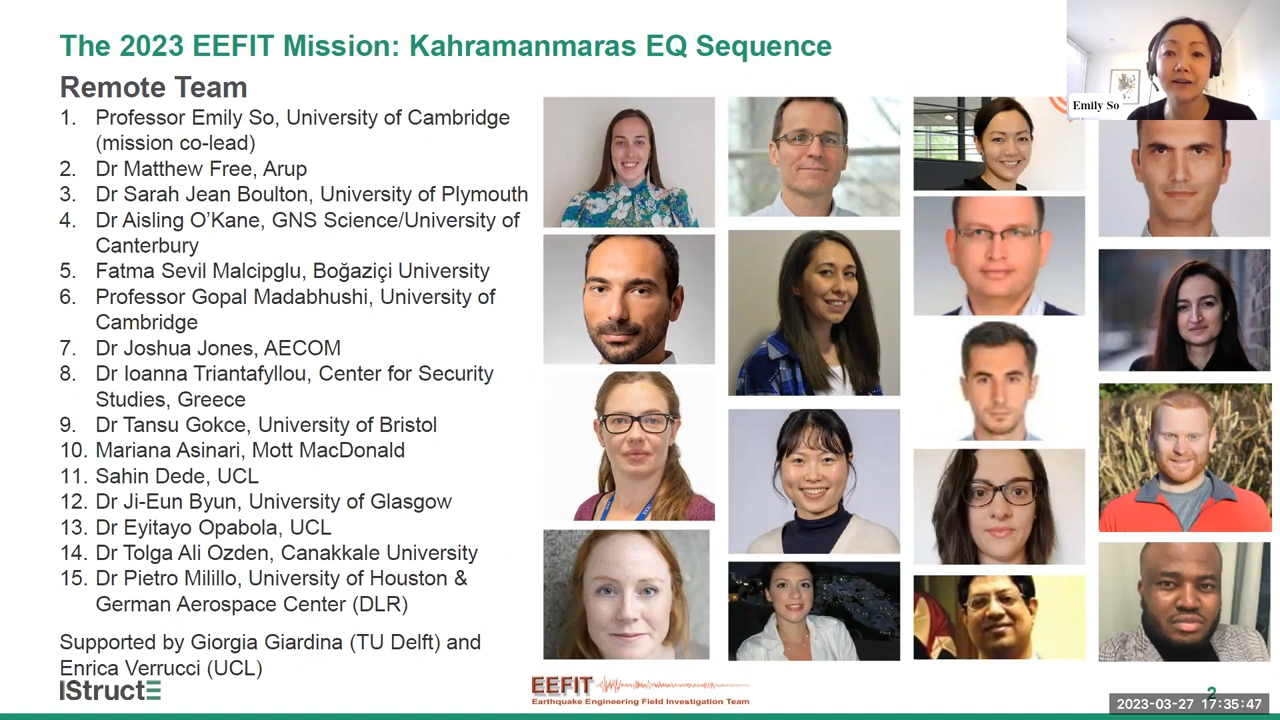 The 2023 EEFIT Mission: Kahramanmaras EQ Sequence
Remote Team
1. Professor Emily So, University of Cambridge
(mission co-lead)
2. Dr Matthew Free, Arup
3. Dr Sarah Jean Boulton, University of Plymouth
4. Dr Aisling O’Kane, GNS Science/University of
Canterbury
5. Fatma Sevil Malcipglu, Boğaziçi University
6. Professor Gopal Madabhushi, University of
Cambridge
7. Dr Joshua Jones, AECOM
8. Dr Ioanna Triantafyllou, Center for Security
Studies, Greece
9. Dr Tansu Gokce, University of Bristol
10. Mariana Asinari, Mott MacDonald
11. Sahin Dede, UCL
12. Dr Ji-Eun Byun, University of Glasgow
13. Dr Eyitayo Opabola, UCL
14. Dr Tolga Ali Ozden, Canakkale University
15. Dr Pietro Milillo, University of Houston &
German Aerospace Center (DLR)
Supported by Giorgia Giardina (TU Delft) and
Enrica Verrucci (UCL)
IStructE
EEFIT
Earthquake Engineering Field Investigation Team
Emily So
2
2023-03-27 17:35:47